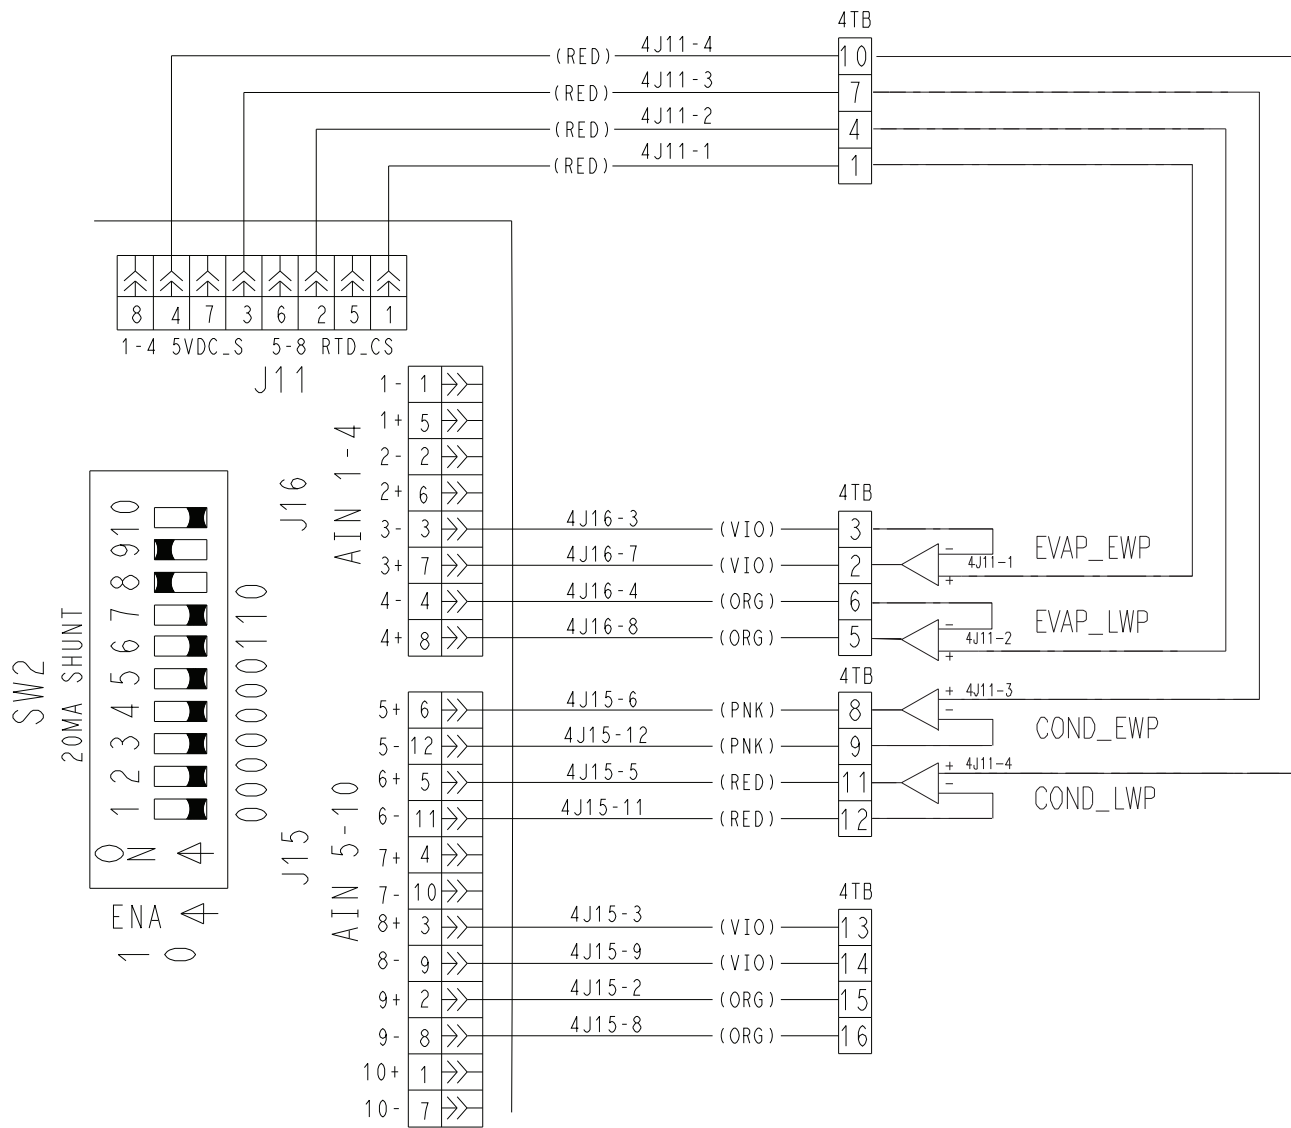 4TB
(RED) 4J11-4 10
(RED) 4J11-3 7
(RED) 4J11-2 4
(RED) 4J11-1 1
8 4 7 3 6 2 5 1
1-4 5VDC_S 5-8 RTD_CS
J11
J16
AIN 1-4
1- 1
1+ 5
2- 2
2+ 6
4TB
3- 3 4J16-3 (VIO) 3
3+ 7 4J16-7 (VIO) 2
- + 4J11-1 EVAP_EWP
4- 4 4J16-4 (ORG) 6
4+ 8 4J16-8 (ORG) 5
- + 4J11-2 EVAP_LWP
SW2
20MA SHUNT
1 2 3 4 5 6 7 8 9 10
0000000110
ON
ENA
1 0
J15
AIN 5-10
4TB
5+ 6 4J15-6 (PNK) 8
5- 12 4J15-12 (PNK) 9
+ - 4J11-3 COND_EWP
6+ 5 4J15-5 (RED) 11
6- 11 4J15-11 (RED) 12
+ - 4J11-4 COND_LWP
7+ 4
7- 10
4TB
8+ 3 4J15-3 (VIO) 13
8- 9 4J15-9 (VIO) 14
9+ 2 4J15-2 (ORG) 15
9- 8 4J15-8 (ORG) 16
10+ 1
10- 7